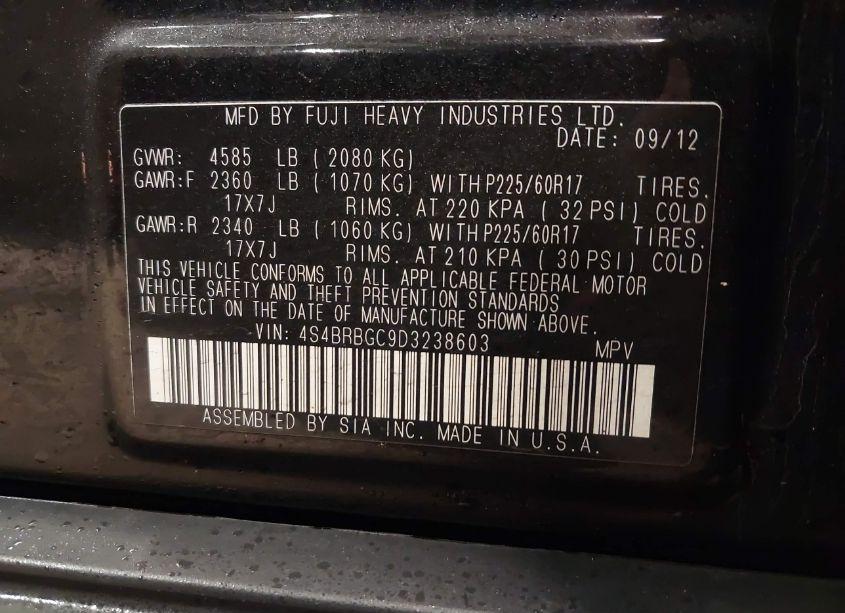 MFD BY FUJI HEAVY INDUSTRIES LTD.
DATE: 09/12
GVWR: 4585 LB ( 2080 KG)
GAWR:F 2360 LB ( 1070 KG) WITHP225/60R17 TIRES.
17X7J RIMS. AT 220 KPA ( 32 PSI) COLD
GAWR:R 2340 LB ( 1060 KG) WITHP225/60R17 TIRES.
17X7J RIMS. AT 210 KPA ( 30 PSI) COLD
THIS VEHICLE CONFORMS TO ALL APPLICABLE FEDERAL MOTOR
VEHICLE SAFETY AND THEFT PREVENTION STANDARDS
IN EFFECT ON THE DATE OF MANUFACTURE SHOWN ABOVE.
VIN: 4S4BRBGC9D3238603 MPV
ASSEMBLED BY SIA INC. MADE IN U.S.A.